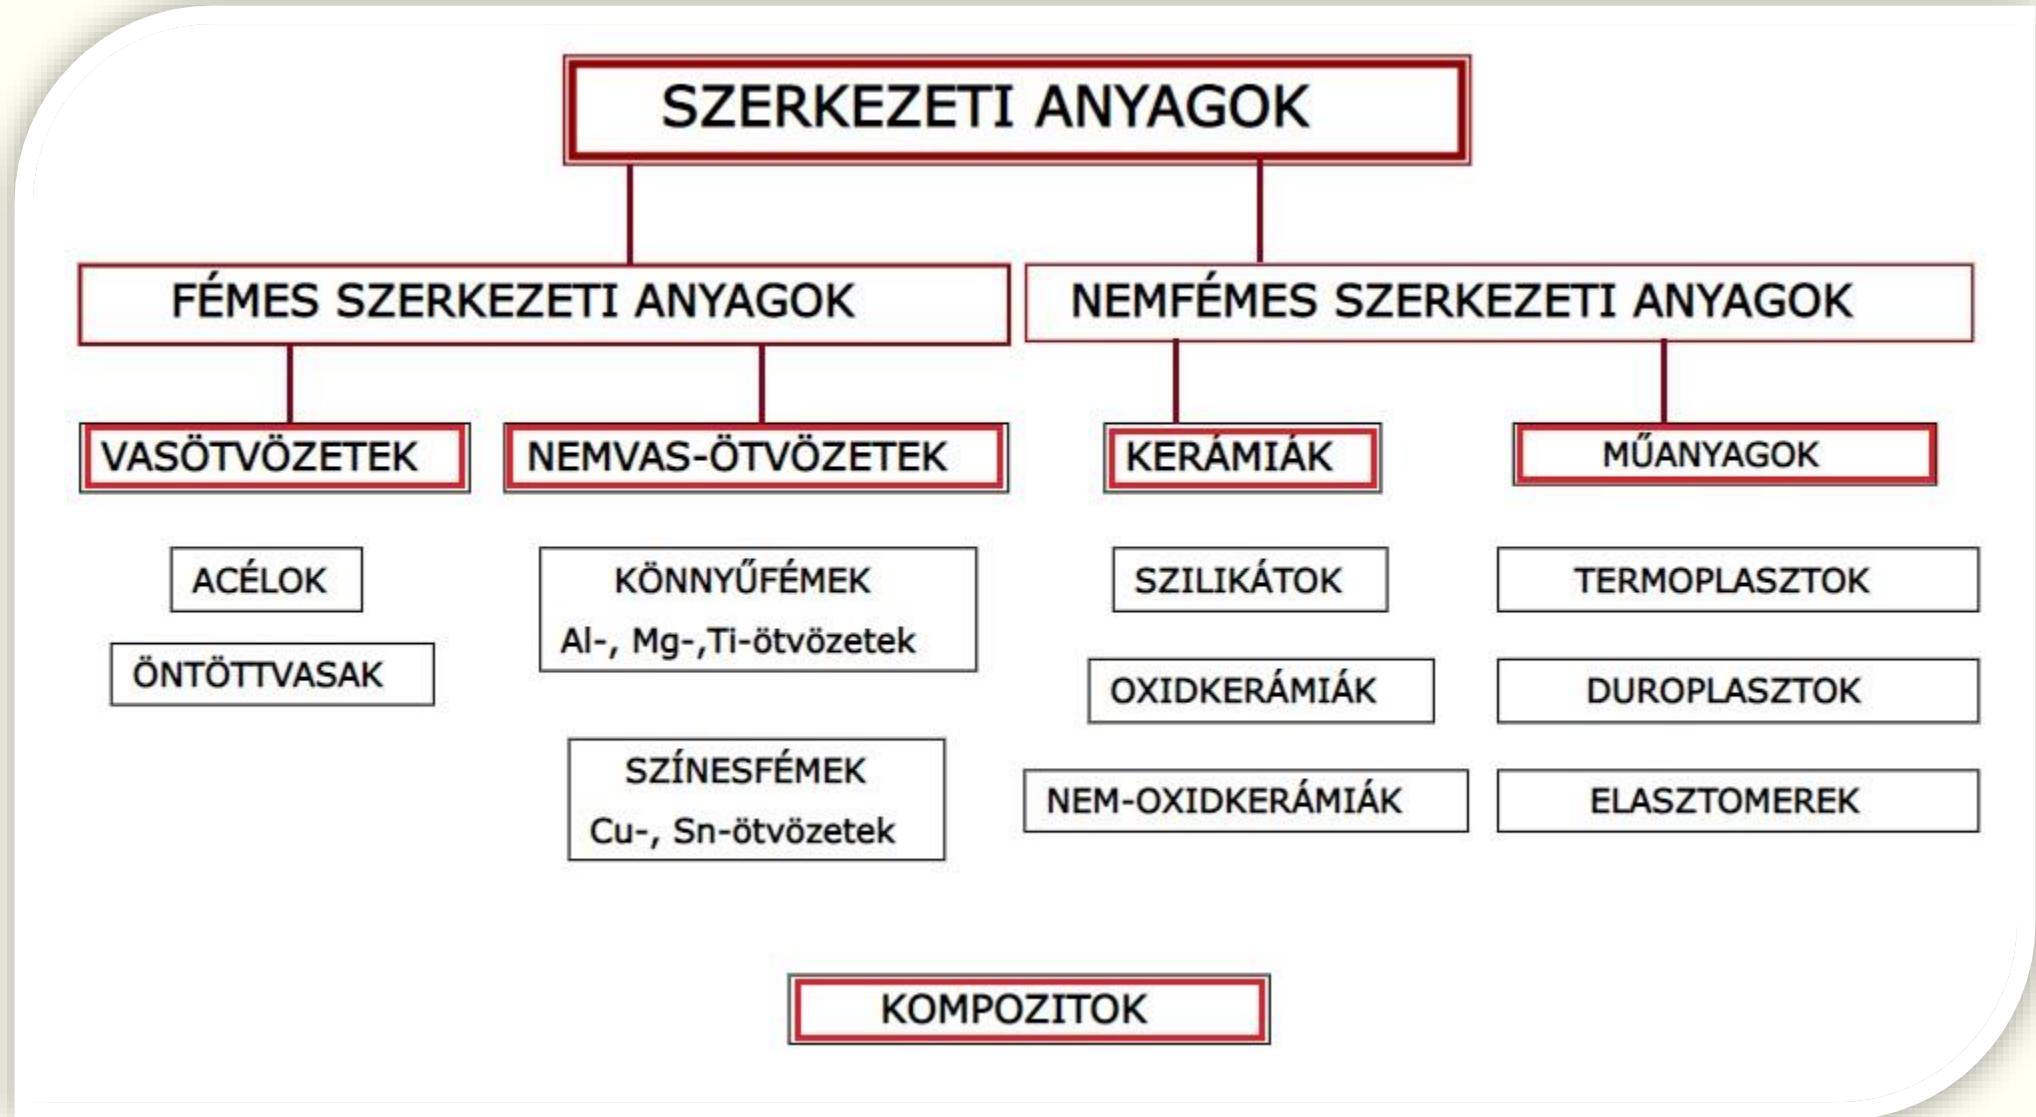 SZERKEZETI ANYAGOK
FÉMES SZERKEZETI ANYAGOK
NEMFÉMES SZERKEZETI ANYAGOK
VASÖTVÖZETEK
NEMVAS-ÖTVÖZETEK
KERÁMIÁK
MŰANYAGOK
ACÉLOK
ÖNTÖTTVASAK
KÖNNYŰFÉMEK
Al-, Mg-,Ti-ötvözetek
SZÍNESFÉMEK
Cu-, Sn-ötvözetek
SZILIKÁTOK
OXIDKERÁMIÁK
NEM-OXIDKERÁMIÁK
TERMOPLASZTOK
DUROPLASZTOK
ELASZTOMEREK
KOMPOZITOK